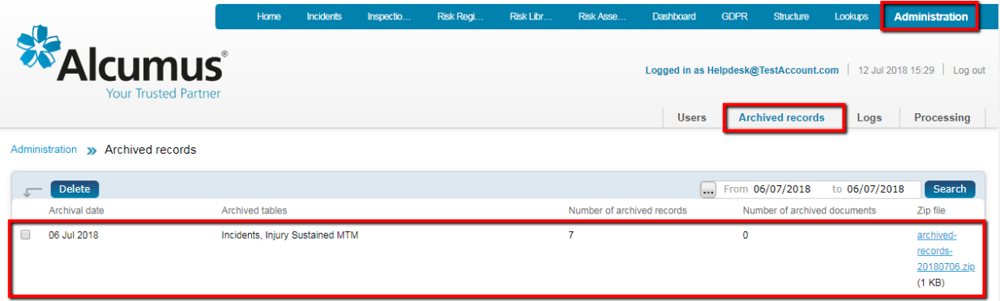 Home Incidents Inspectio... Risk Regi... Risk Libr... Risk Asse... Dashboard GDPR Structure Lookups Administration
Alcumus®
Your Trusted Partner
Logged in as Helpdesk@TestAccount.com | 12 Jul 2018 15:29 | Log out
Users Archived records Logs Processing
Administration » Archived records
Delete ... From 06/07/2018 to 06/07/2018 Search
Archival date Archived tables Number of archived records Number of archived documents Zip file
06 Jul 2018 Incidents, Injury Sustained MTM 7 0 archived-
records-
20180706.zip
(1 KB)